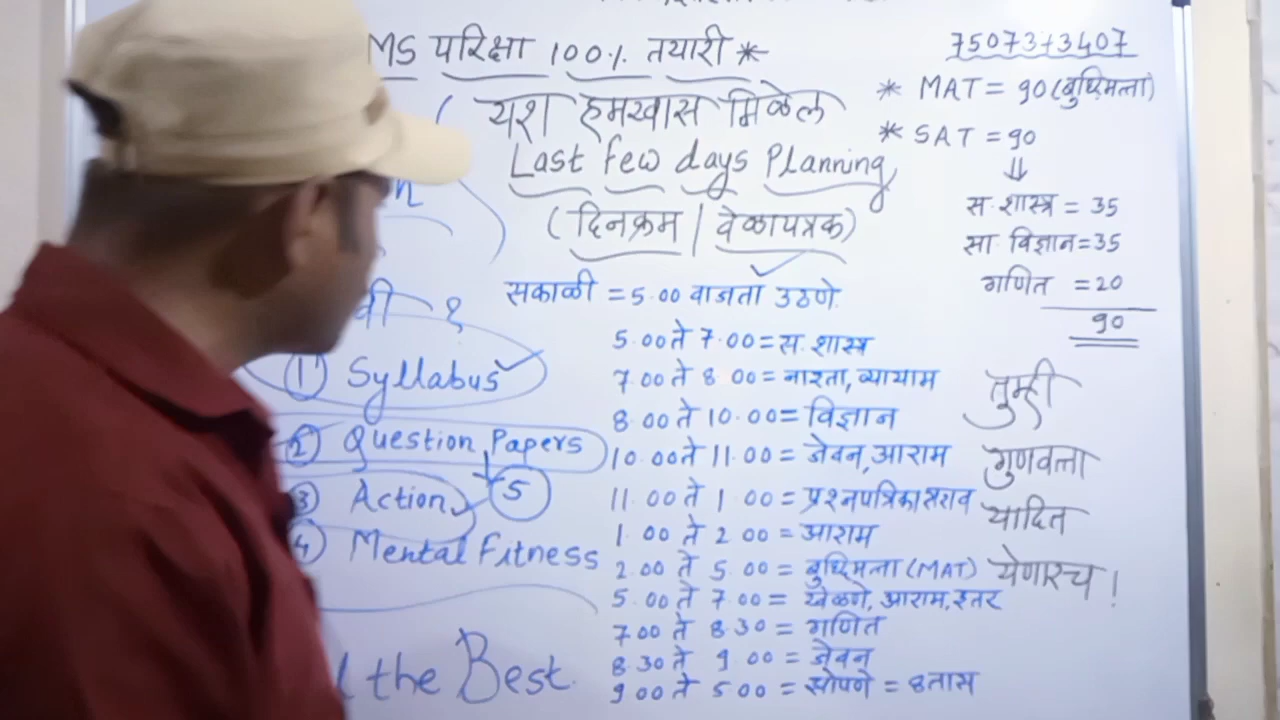 MS परिक्षा 100% तयारी *
यश हमखास मिळेल
Last few days Planning
(दिनक्रम / वेळापत्रक)
75073+3407
* MAT = 90 (बुध्दिमत्ता)
* SAT = 90
⇓
स. शास्त्र = 35
सा. विज्ञान = 35
गणित = 20
90
सकाळी = 5.00 वाजता उठणे.
5.00 ते 7.00 = स. शास्त्र
7.00 ते 8.00 = नाश्ता, व्यायाम
8.00 ते 10.00 = विज्ञान
10.00 ते 11.00 = जेवन, आराम
11.00 ते 1.00 = प्रश्नपत्रिका सराव
1.00 ते 2.00 = आराम
2.00 ते 5.00 = बुध्दिमत्ता (MAT)
5.00 ते 7.00 = खेळणे, आराम, इतर
7.00 ते 8.30 = गणित
8.30 ते 9.00 = जेवन
9.00 ते 5.00 = झोपणे = 8 तास
① Syllabus
② Question Papers
5
③ Action
④ Mental Fitness
the Best.
तुम्ही
गुणवत्ता
यादित
येणारच !